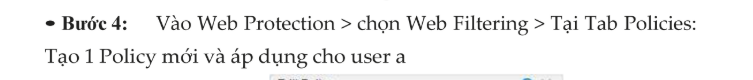 • Bước 4: Vào Web Protection > chọn Web Filtering > Tại Tab Policies:
Tạo 1 Policy mới và áp dụng cho user a